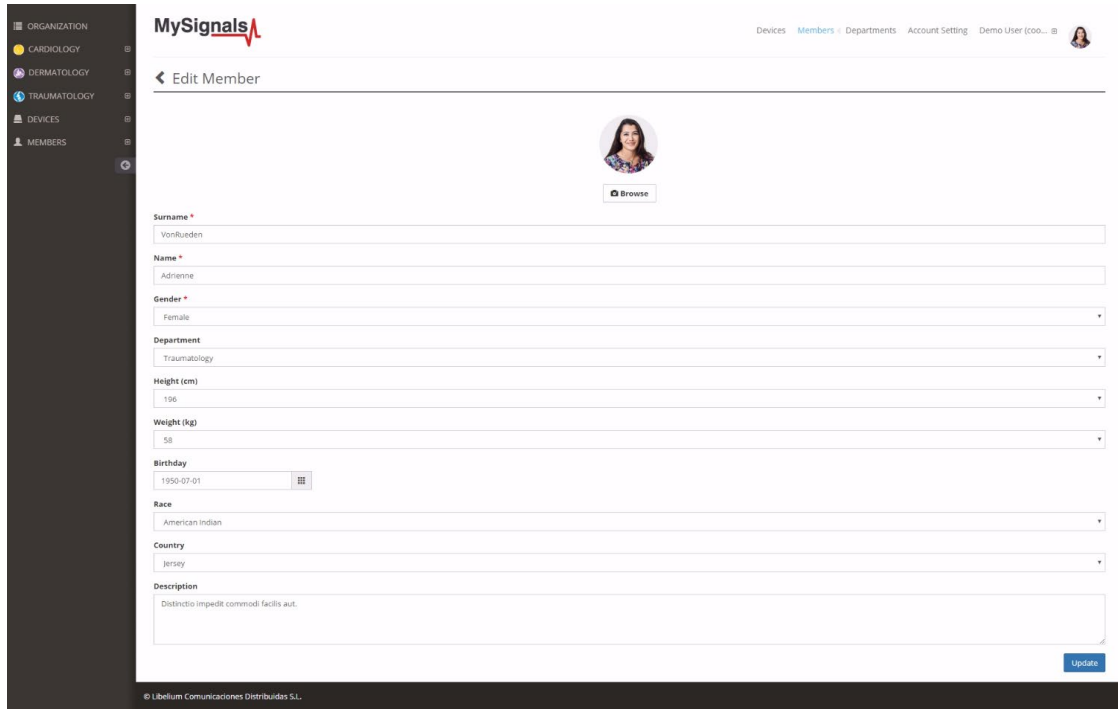 ORGANIZATION
CARDIOLOGY
DERMATOLOGY
TRAUMATOLOGY
DEVICES
MEMBERS
MySignals
Devices Members Departments Account Setting Demo User (coo...
Edit Member
Browse
Surname *
VonRueden
Name *
Adrienne
Gender *
Female
Department
Traumatology
Height (cm)
196
Weight (kg)
58
Birthday
1950-07-01
Race
American Indian
Country
Jersey
Description
Distinctio impedit commodi facilis aut.
Update
© Libelium Comunicaciones Distribuidas S.L.